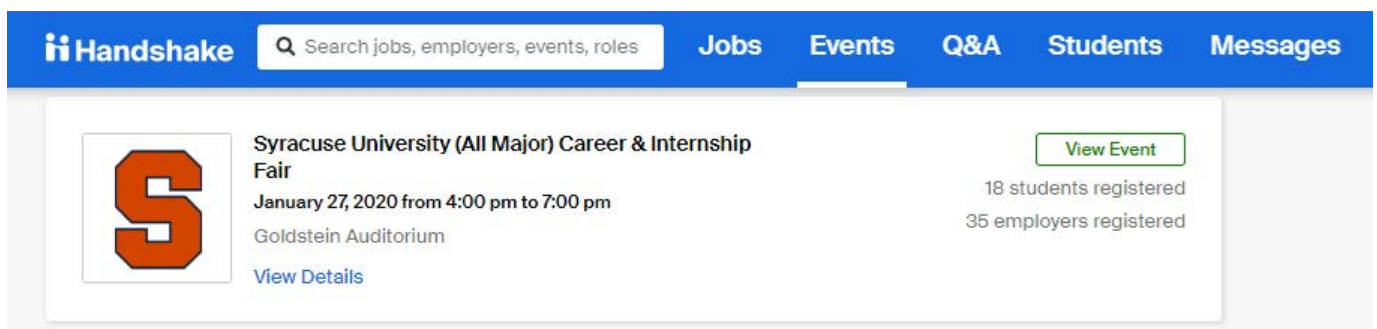 Handshake
Search jobs, employers, events, roles
Jobs
Events
Q&A
Students
Messages
S
Syracuse University (All Major) Career & Internship
Fair
January 27, 2020 from 4:00 pm to 7:00 pm
Goldstein Auditorium
View Details
View Event
18 students registered
35 employers registered